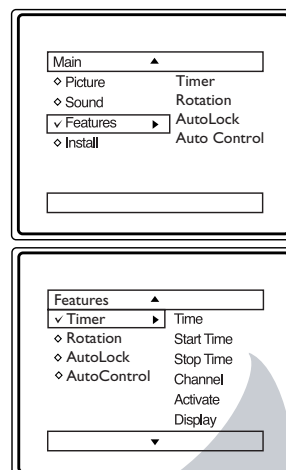 Main
Picture Timer
Sound Rotation
Features AutoLock
Install Auto Control
Features
Timer Time
Rotation Start Time
AutoLock Stop Time
AutoControl Channel
Activate
Display